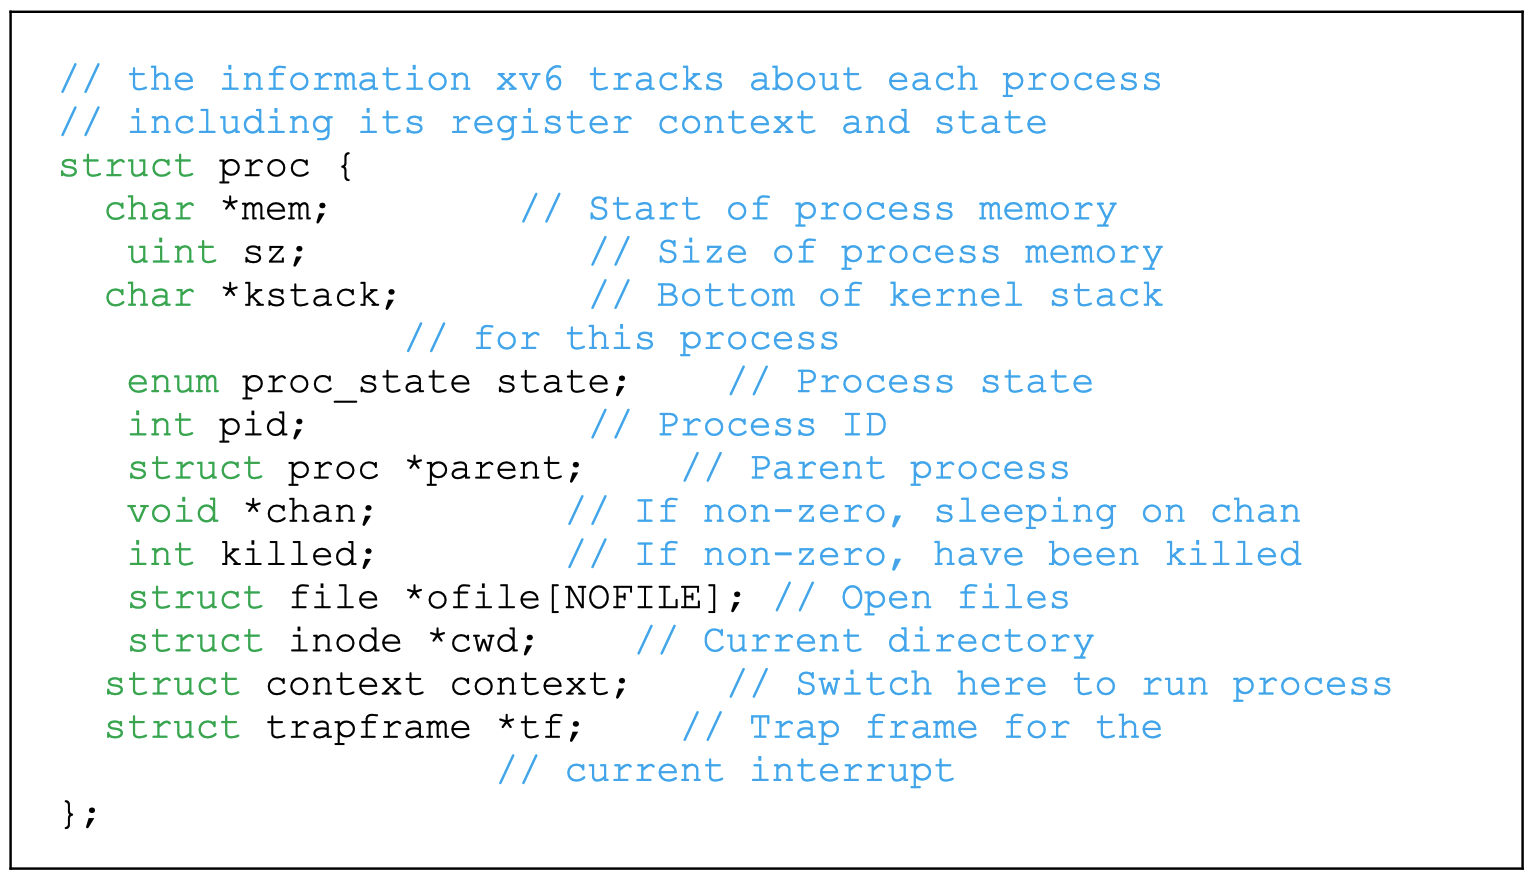 // the information xv6 tracks about each process
// including its register context and state
struct proc {
  char *mem;        // Start of process memory
   uint sz;            // Size of process memory
  char *kstack;        // Bottom of kernel stack
               // for this process
   enum proc_state state;    // Process state
   int pid;            // Process ID
   struct proc *parent;    // Parent process
   void *chan;        // If non-zero, sleeping on chan
   int killed;        // If non-zero, have been killed
   struct file *ofile[NOFILE]; // Open files
   struct inode *cwd;    // Current directory
  struct context context;    // Switch here to run process
  struct trapframe *tf;    // Trap frame for the
                   // current interrupt
};